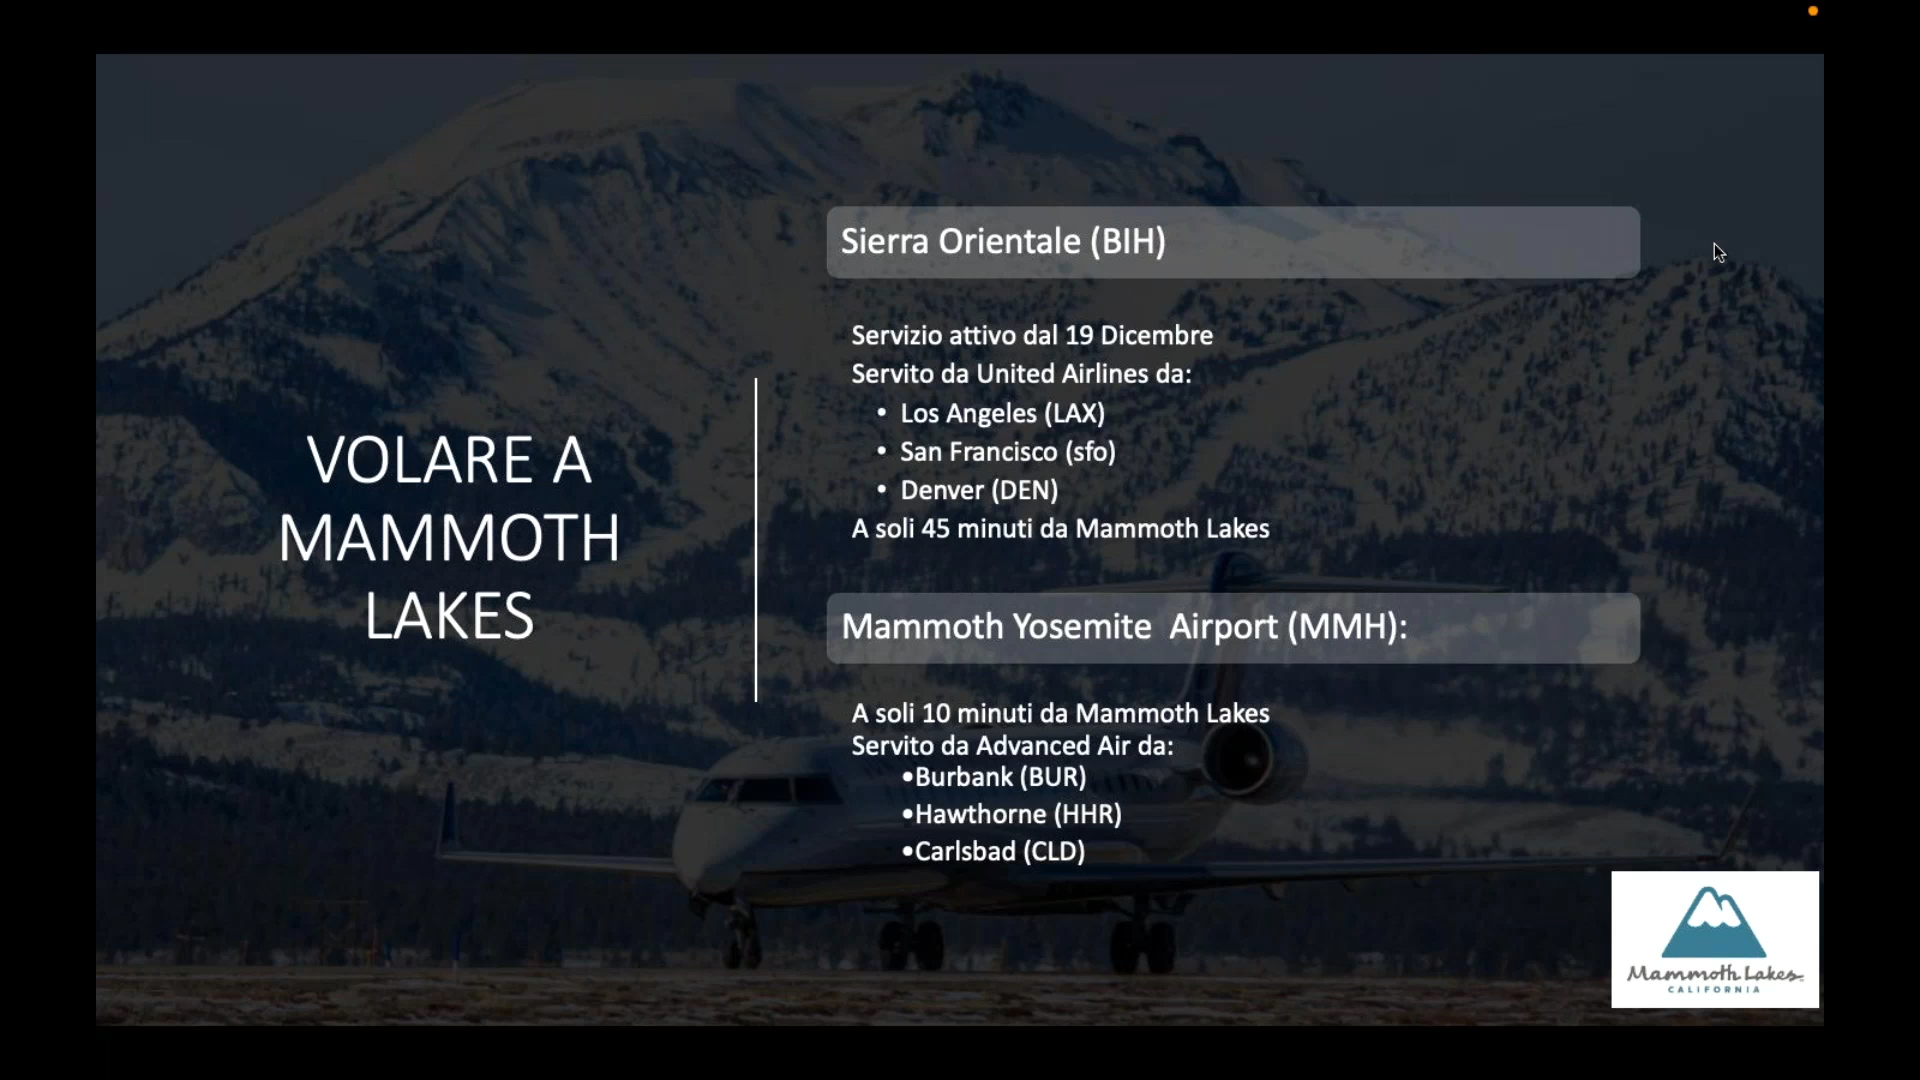 VOLARE A
MAMMOTH
LAKES
Sierra Orientale (BIH)
Servizio attivo dal 19 Dicembre
Servito da United Airlines da:
• Los Angeles (LAX)
• San Francisco (sfo)
• Denver (DEN)
A soli 45 minuti da Mammoth Lakes
Mammoth Yosemite  Airport (MMH):
A soli 10 minuti da Mammoth Lakes
Servito da Advanced Air da:
•Burbank (BUR)
•Hawthorne (HHR)
•Carlsbad (CLD)
Mammoth Lakes
CALIFORNIA